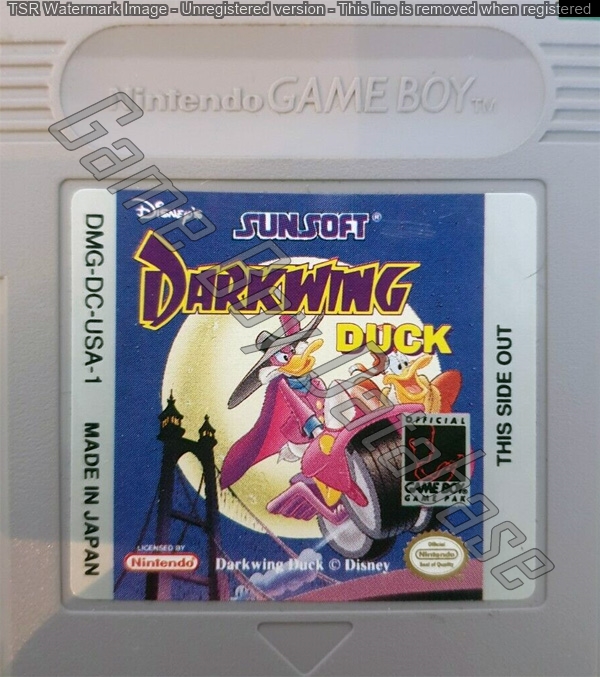 TSR Watermark Image - Unregistered version - This line is removed when registered
Nintendo GAME BOY TM
Game Boy Database
DISNEY'S
SUNSOFT®
DARKWING
DUCK
DMG-DC-USA-1 MADE IN JAPAN
THIS SIDE OUT
OFFICIAL
GAME BOY
GAME PAK
LICENSED BY
Nintendo
Darkwing Duck © Disney
Official
Nintendo
Seal of Quality